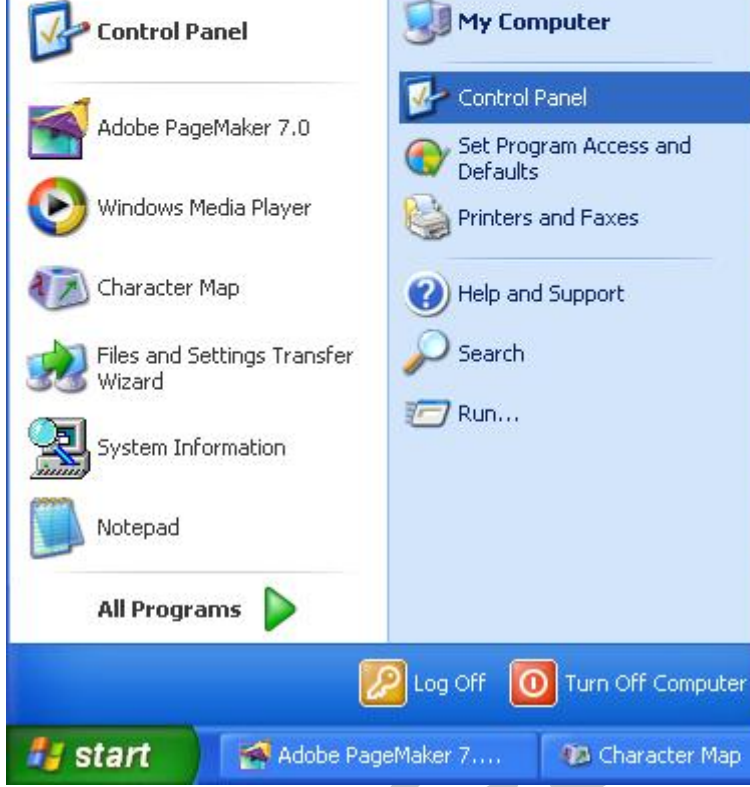 Control Panel
Adobe PageMaker 7.0
Windows Media Player
Character Map
Files and Settings Transfer
Wizard
System Information
Notepad
All Programs
My Computer
Control Panel
Set Program Access and
Defaults
Printers and Faxes
Help and Support
Search
Run...
Log Off
Turn Off Computer
start
Adobe PageMaker 7....
Character Map